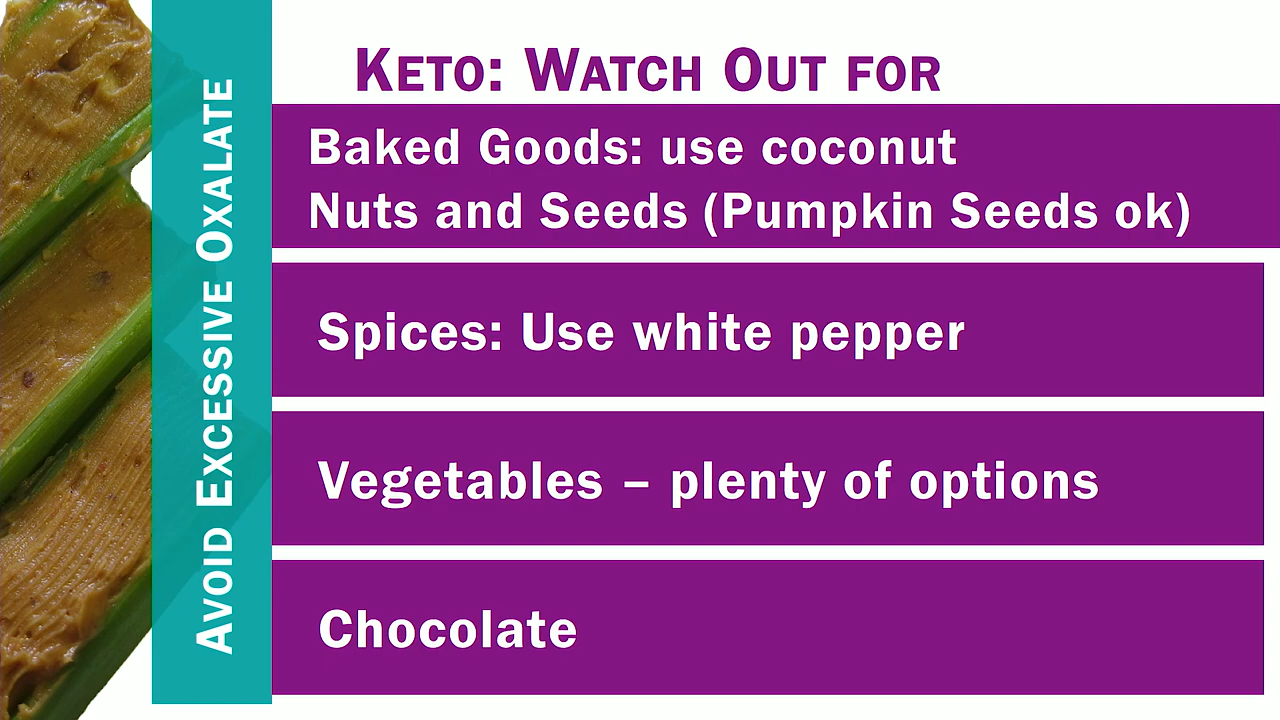 Avoid Excessive Oxalate
Keto: Watch Out for
Baked Goods: use coconut
Nuts and Seeds (Pumpkin Seeds ok)
Spices: Use white pepper
Vegetables – plenty of options
Chocolate